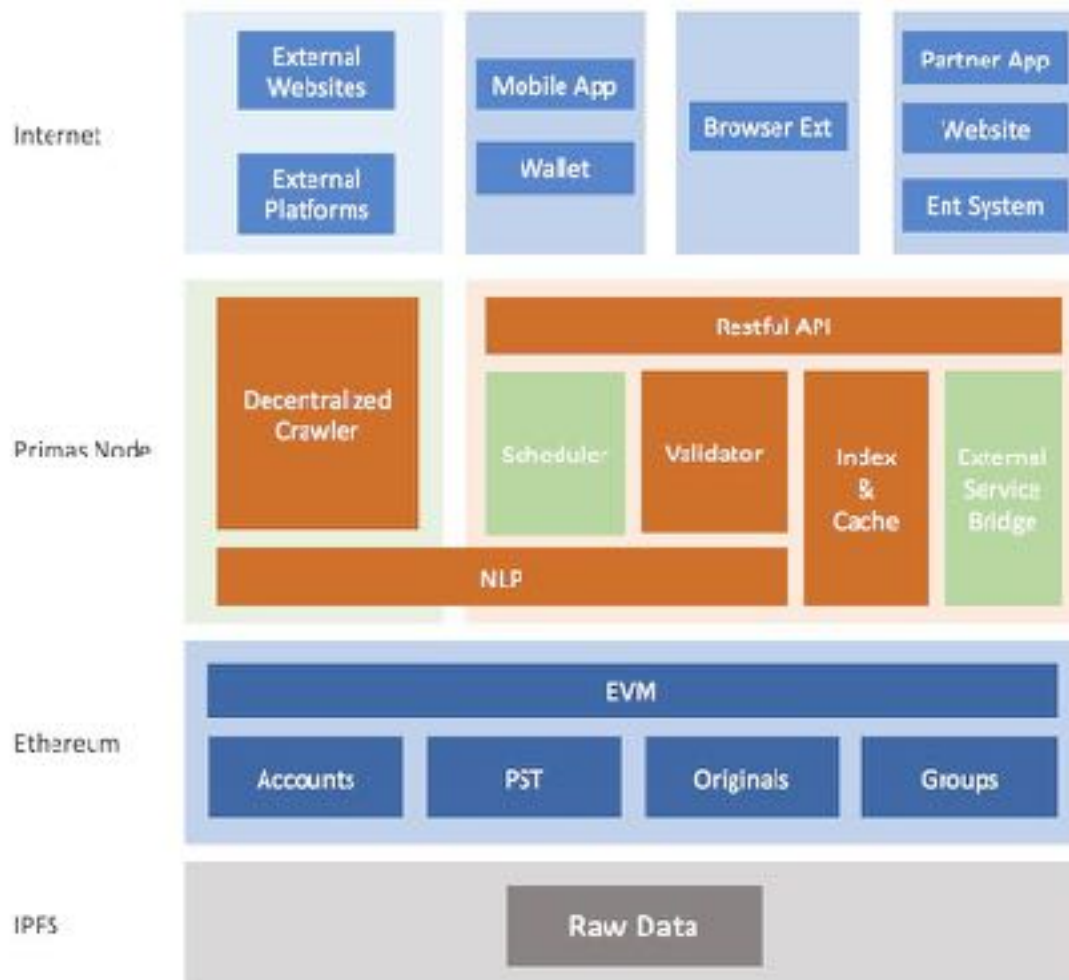 Internet
External
Websites
External
Platforms
Mobile App
Wallet
Browser Ext
Partner App
Website
Ent System
Primas Node
Decentralized
Crawler
Restful API
Scheduler
Validator
Index
&
Cache
External
Service
Bridge
NLP
Ethereum
EVM
Accounts
PST
Originals
Groups
IPFS
Raw Data